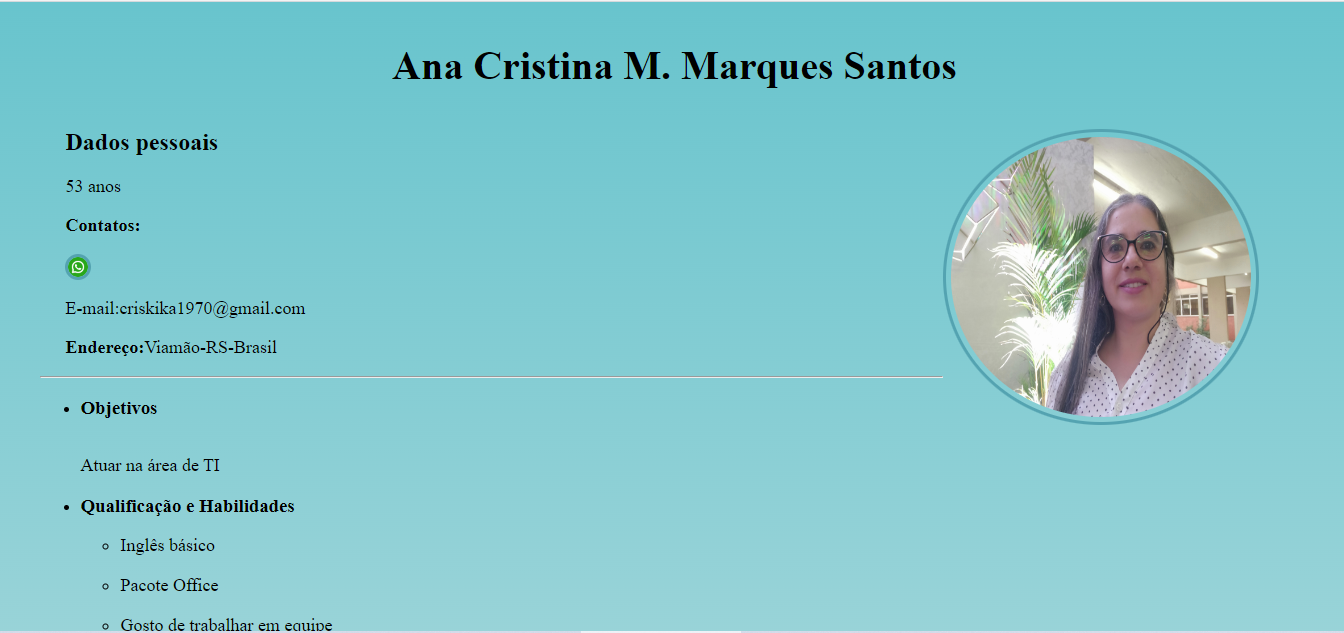 Ana Cristina M. Marques Santos
Dados pessoais
53 anos
Contatos:
E-mail:criskika1970@gmail.com
Endereço:Viamão-RS-Brasil
Objetivos
Atuar na área de TI
Qualificação e Habilidades
Inglês básico
Pacote Office
Gosto de trabalhar em equipe